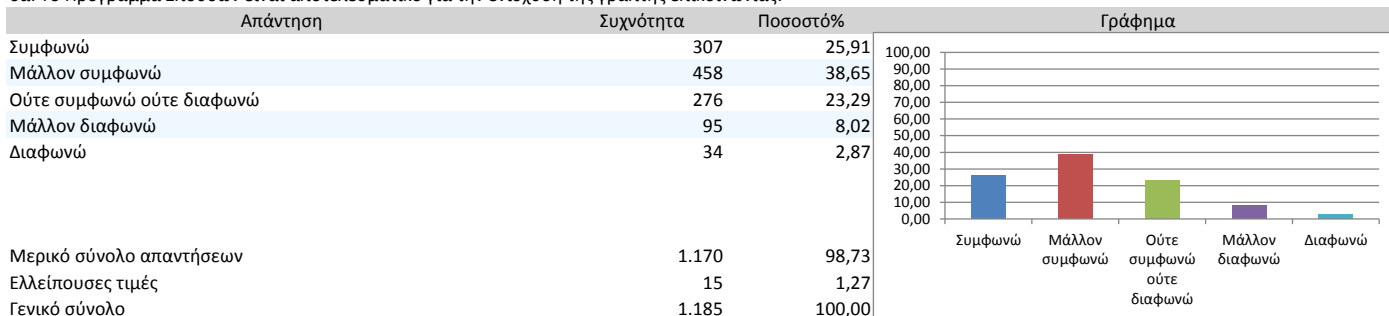 Απάντηση Συχνότητα Ποσοστό% Γράφημα
Συμφωνώ 307 25,91
Μάλλον συμφωνώ 458 38,65
Ούτε συμφωνώ ούτε διαφωνώ 276 23,29
Μάλλον διαφωνώ 95 8,02
Διαφωνώ 34 2,87
Μερικό σύνολο απαντήσεων 1.170 98,73
Ελλείπουσες τιμές 15 1,27
Γενικό σύνολο 1.185 100,00
100,00
90,00
80,00
70,00
60,00
50,00
40,00
30,00
20,00
10,00
0,00
Συμφωνώ
Μάλλον
συμφωνώ
Ούτε
συμφωνώ
ούτε
διαφωνώ
Μάλλον
διαφωνώ
Διαφωνώ